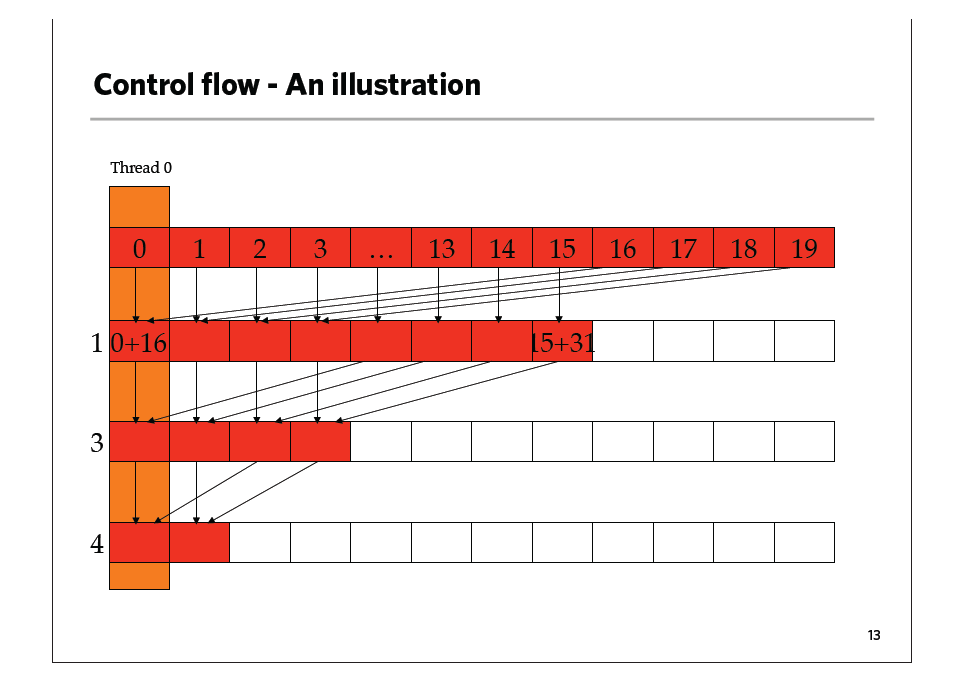 Control flow - An illustration
Thread 0
0 1 2 3 … 13 14 15 16 17 18 19
1 0+16 15+31
3
4
13